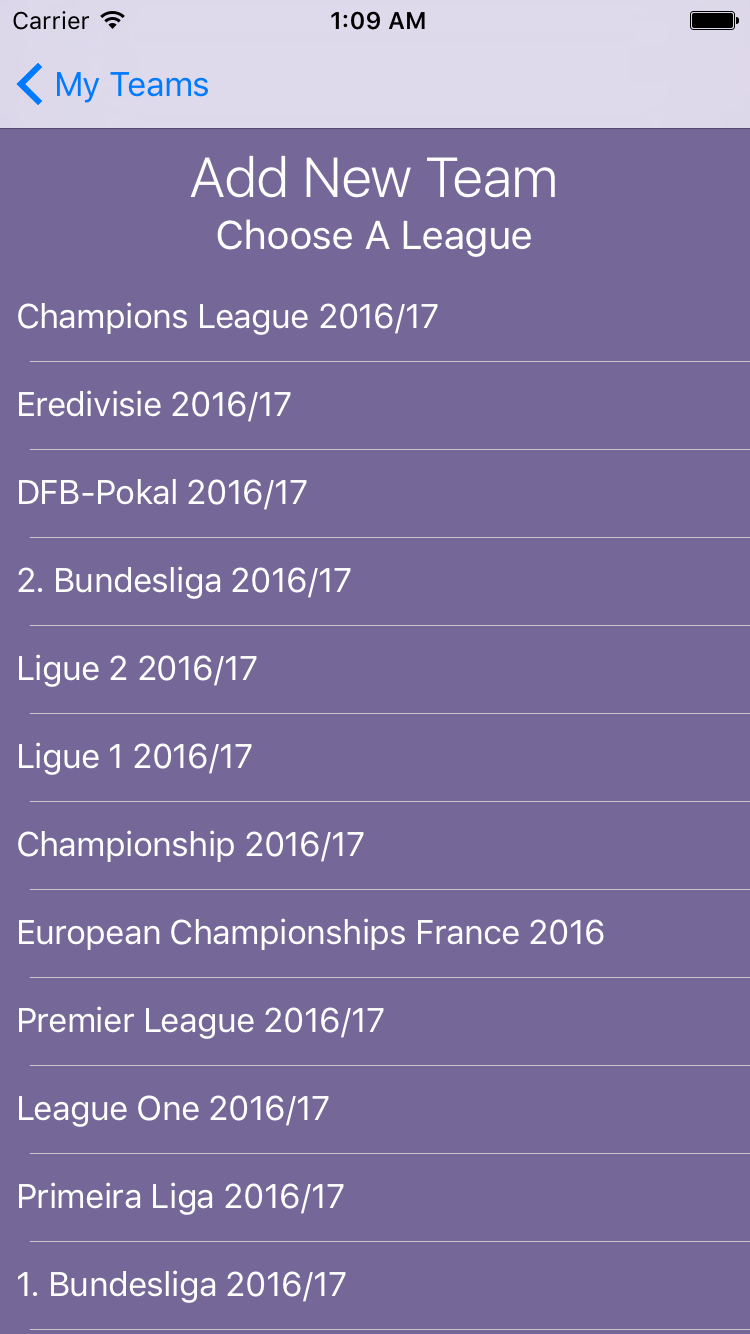 Carrier 1:09 AM
My Teams
Add New Team
Choose A League
Champions League 2016/17
Eredivisie 2016/17
DFB-Pokal 2016/17
2. Bundesliga 2016/17
Ligue 2 2016/17
Ligue 1 2016/17
Championship 2016/17
European Championships France 2016
Premier League 2016/17
League One 2016/17
Primeira Liga 2016/17
1. Bundesliga 2016/17